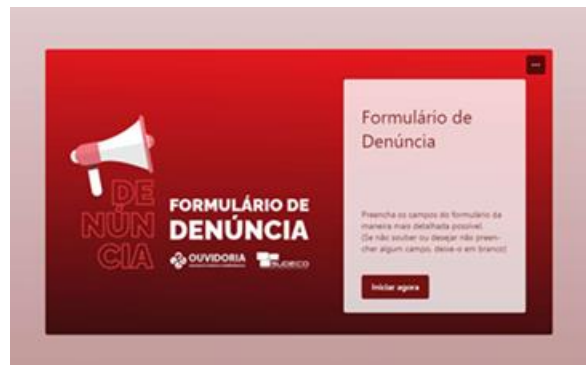 DE
NÚN
CIA
FORMULÁRIO DE
DENÚNCIA
OUVIDORIA
SUDECO
Formulário de
Denúncia
Preencha os campos do formulário da
maneira mais detalhada possível.
(Se não souber ou desejar não preen-
cher algum campo, deixe-o em branco)
Iniciar agora